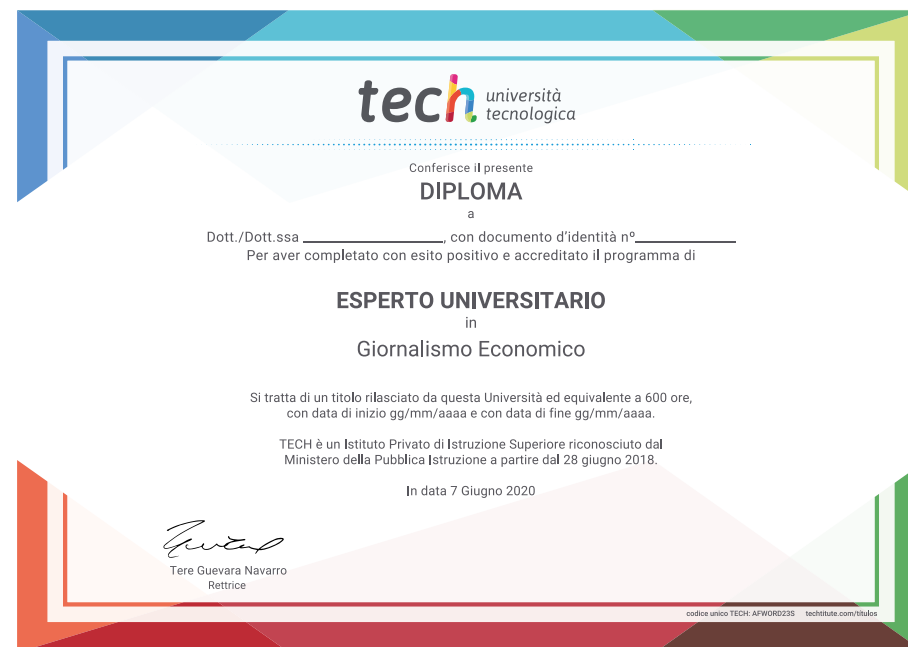 tech università
tecnologica
Conferisce il presente
DIPLOMA
a
Dott./Dott.ssa ____________________, con documento d'identità nº______________
Per aver completato con esito positivo e accreditato il programma di
ESPERTO UNIVERSITARIO
in
Giornalismo Economico
Si tratta di un titolo rilasciato da questa Università ed equivalente a 600 ore,
con data di inizio gg/mm/aaaa e con data di fine gg/mm/aaaa.
TECH è un Istituto Privato di Istruzione Superiore riconosciuto dal
Ministero della Pubblica Istruzione a partire dal 28 giugno 2018.
In data 7 Giugno 2020
Tere Guevara Navarro
Rettrice
codice unico TECH: AFWORD23S techtitute.com/titulos